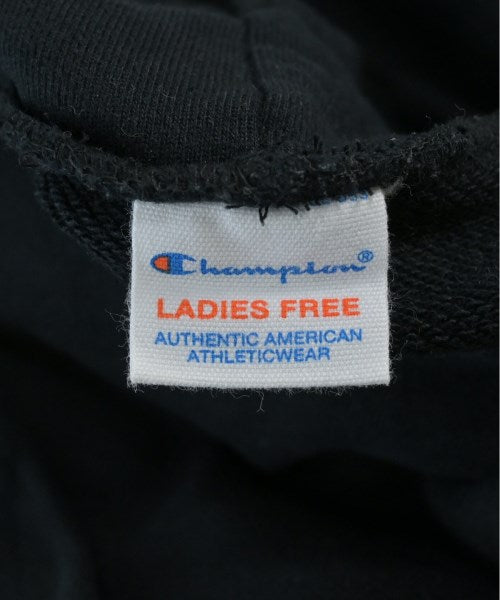 Champion®
LADIES FREE
AUTHENTIC AMERICAN
ATHLETICWEAR